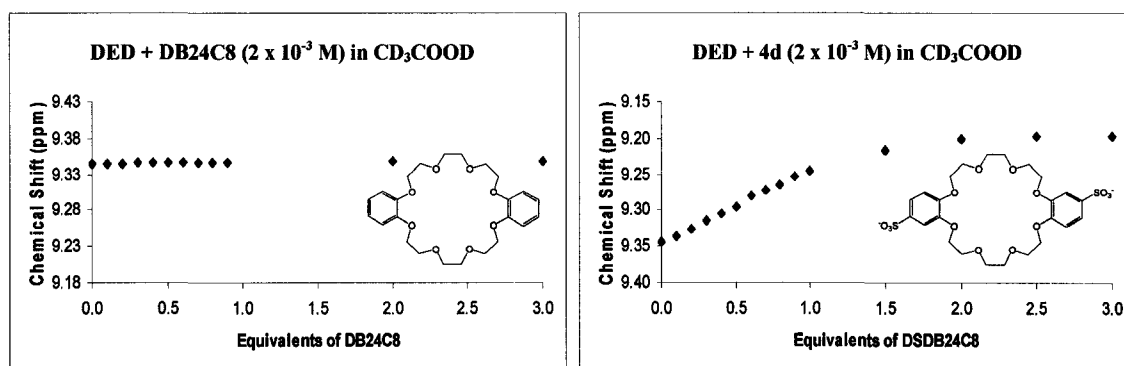 DED + DB24C8 (2 x 10⁻³ M) in CD₃COOD
Chemical Shift (ppm)
9.43
9.38
9.33
9.28
9.23
9.18
0.0 0.5 1.0 1.5 2.0 2.5 3.0
Equivalents of DB24C8
O O
O O
O O
O O
DED + 4d (2 x 10⁻³ M) in CD₃COOD
Chemical Shift (ppm)
9.15
9.20
9.25
9.30
9.35
9.40
0.0 0.5 1.0 1.5 2.0 2.5 3.0
Equivalents of DSDB24C8
O O
O O SO₃⁻
⁻O₃S O O
O O